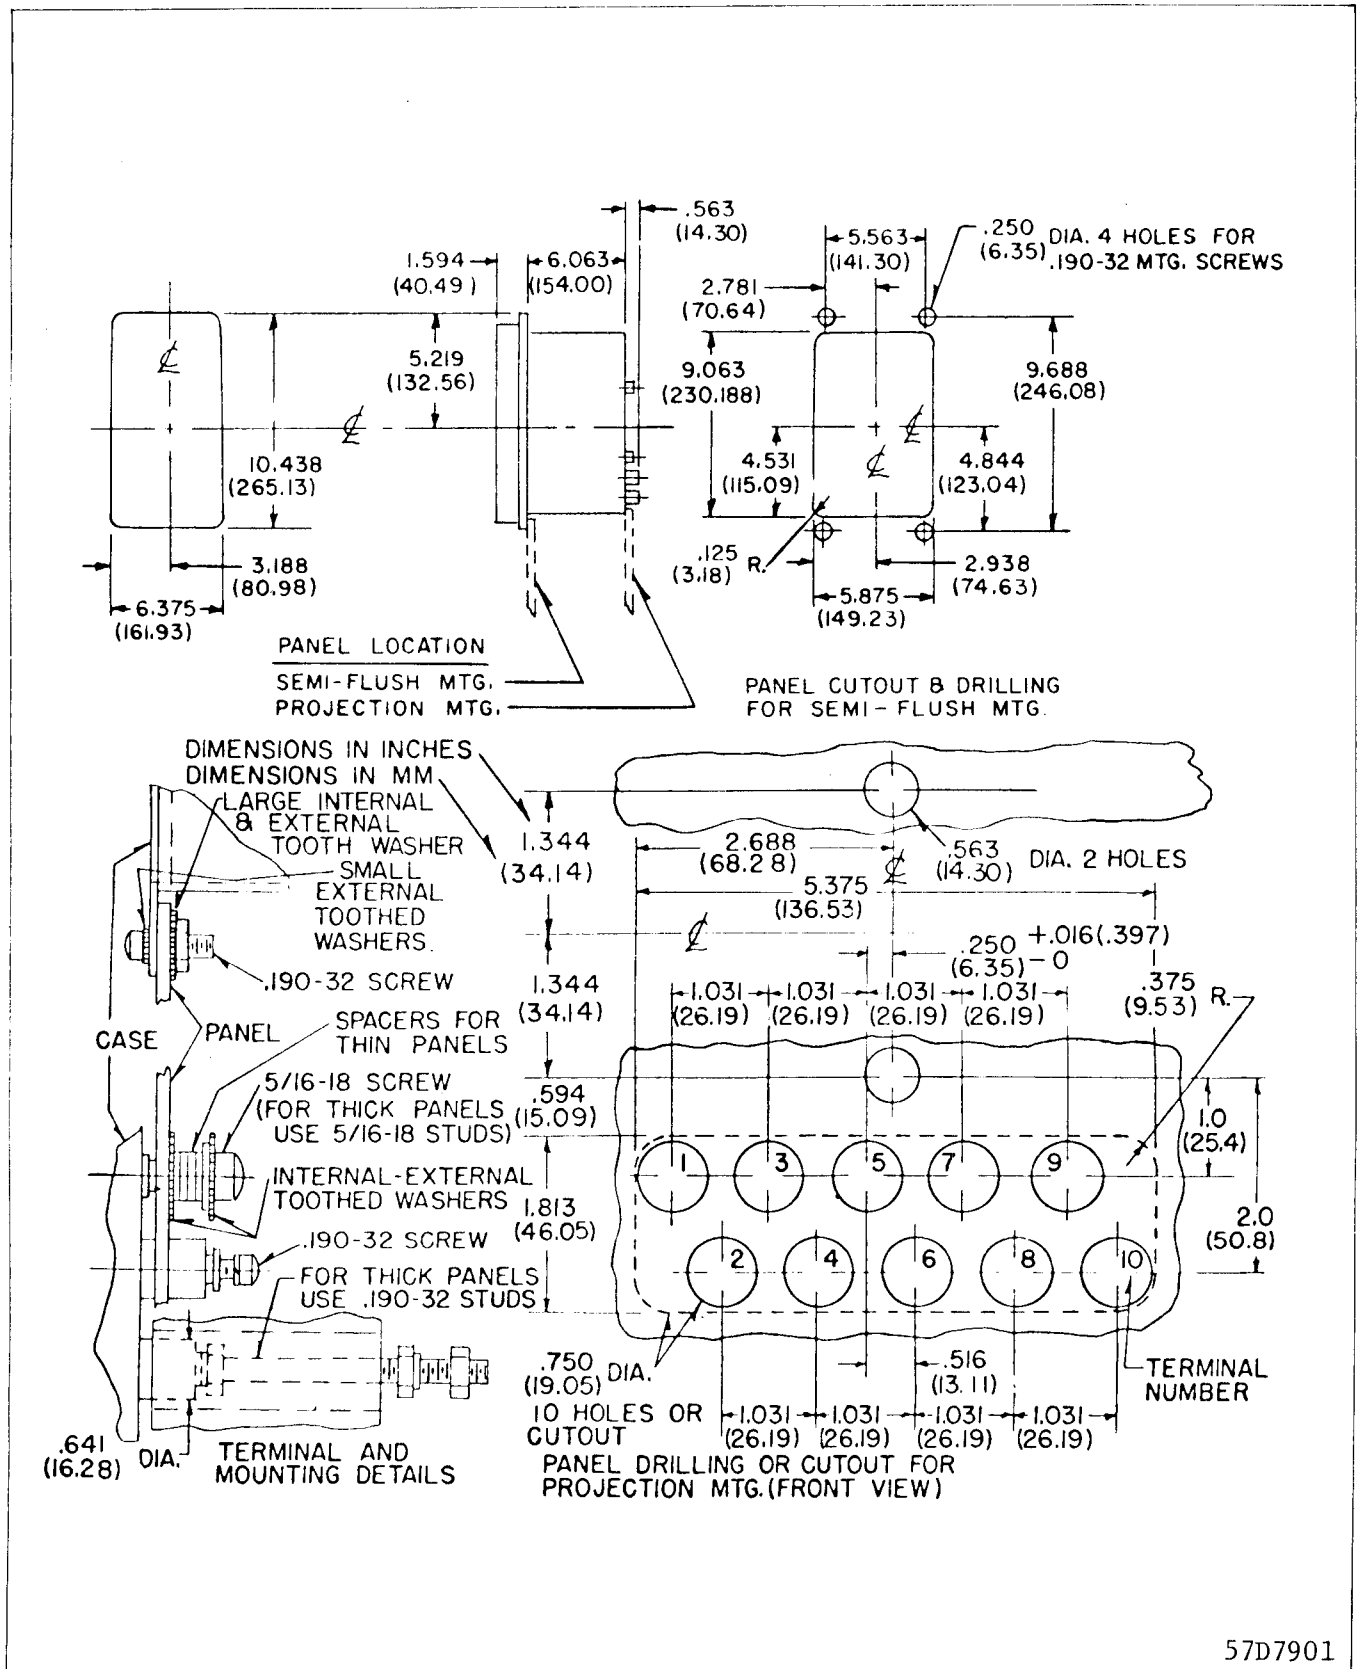 .563
(14.30)
1.594
(40.49)
6.063
(154.00)
5.563
(141.30)
.250
(6.35)
DIA. 4 HOLES FOR
.190-32 MTG. SCREWS
2.781
(70.64)
5.219
(132.56)
9.063
(230.188)
9.688
(246.08)
10.438
(265.13)
4.531
(115.09)
4.844
(123.04)
3.188
(80.98)
.125
(3.18) R.
2.938
(74.63)
6.375
(161.93)
5.875
(149.23)
PANEL LOCATION
SEMI-FLUSH MTG.
PROJECTION MTG.
PANEL CUTOUT & DRILLING
FOR SEMI-FLUSH MTG.
DIMENSIONS IN INCHES
DIMENSIONS IN MM
LARGE INTERNAL
& EXTERNAL
TOOTH WASHER
SMALL
EXTERNAL
TOOTHED
WASHERS.
.190-32 SCREW
CASE
PANEL
SPACERS FOR
THIN PANELS
5/16-18 SCREW
(FOR THICK PANELS
USE 5/16-18 STUDS)
INTERNAL-EXTERNAL
TOOTHED WASHERS
.190-32 SCREW
FOR THICK PANELS
USE .190-32 STUDS
.641
(16.28) DIA.
TERMINAL AND
MOUNTING DETAILS
1.344
(34.14)
2.688
(68.28)
.563
(14.30)
DIA. 2 HOLES
5.375
(136.53)
.250 +.016(.397)
(6.35) -0
1.344
(34.14)
1.031 1.031 1.031 1.031
(26.19) (26.19) (26.19) (26.19)
.375
(9.53) R.
.594
(15.09)
1.0
(25.4)
1 3 5 7 9
1.813
(46.05)
2.0
(50.8)
2 4 6 8 10
.750
(19.05) DIA.
10 HOLES OR
CUTOUT
.516
(13.11)
TERMINAL
NUMBER
1.031 1.031 1.031 1.031
(26.19) (26.19) (26.19) (26.19)
PANEL DRILLING OR CUTOUT FOR
PROJECTION MTG. (FRONT VIEW)
57D7901